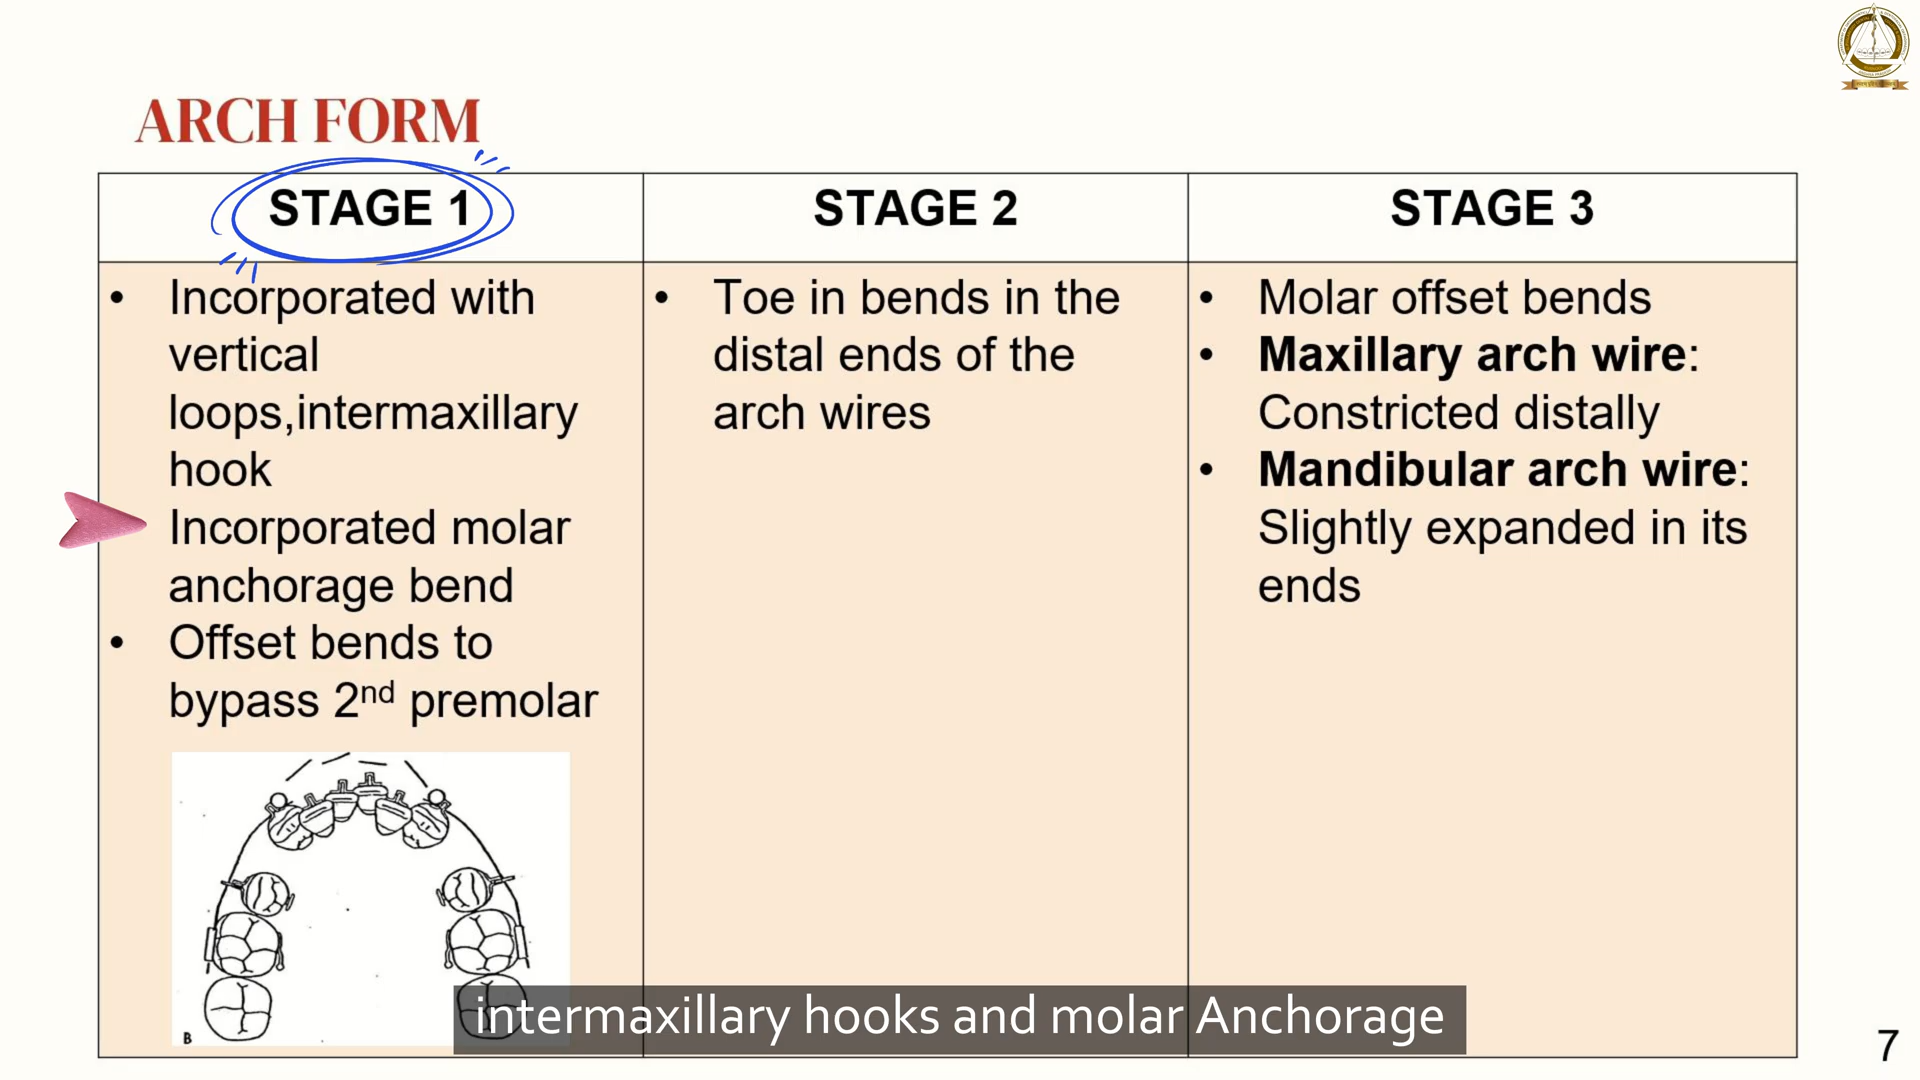 ARCH FORM
STAGE 1
STAGE 2
STAGE 3
• Incorporated with
vertical
loops,intermaxillary
hook
Incorporated molar
anchorage bend
• Offset bends to
bypass 2nd premolar
B
• Toe in bends in the
distal ends of the
arch wires
• Molar offset bends
• Maxillary arch wire:
Constricted distally
• Mandibular arch wire:
Slightly expanded in its
ends
intermaxillary hooks and molar Anchorage
7